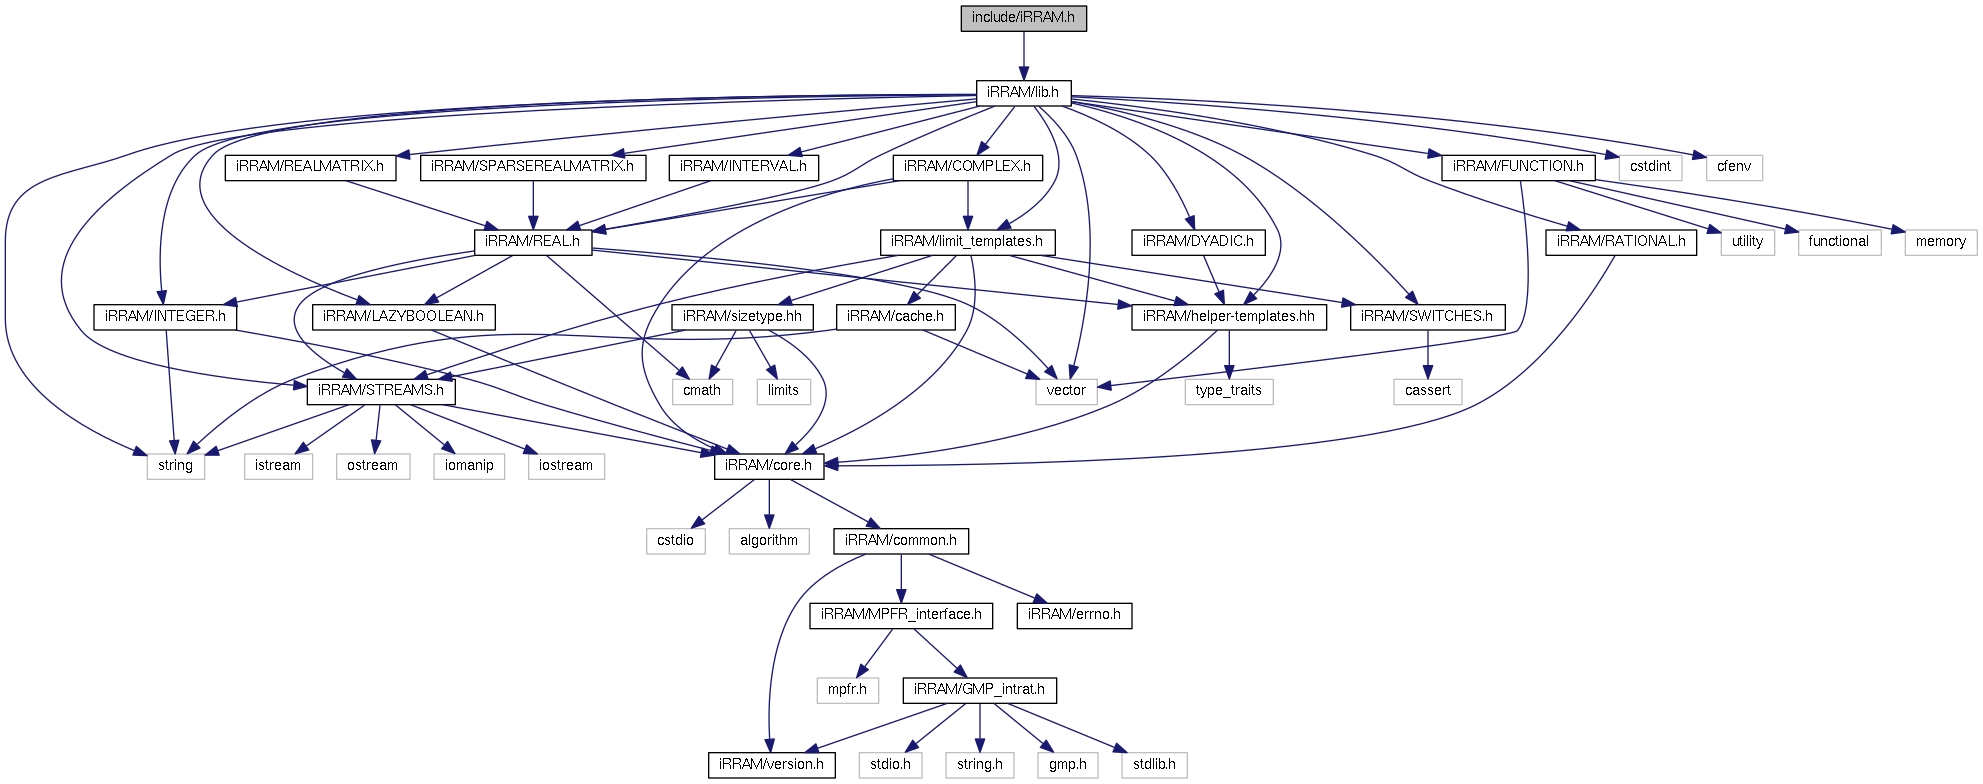 include/iRRAM.h
iRRAM/lib.h
iRRAM/REALMATRIX.h
iRRAM/SPARSEREALMATRIX.h
iRRAM/INTERVAL.h
iRRAM/COMPLEX.h
iRRAM/FUNCTION.h
cstdint
cfenv
iRRAM/REAL.h
iRRAM/limit_templates.h
iRRAM/DYADIC.h
iRRAM/RATIONAL.h
utility
functional
memory
iRRAM/INTEGER.h
iRRAM/LAZYBOOLEAN.h
iRRAM/sizetype.hh
iRRAM/cache.h
iRRAM/helper-templates.hh
iRRAM/SWITCHES.h
iRRAM/STREAMS.h
cmath
limits
vector
type_traits
cassert
string
istream
ostream
iomanip
iostream
iRRAM/core.h
cstdio
algorithm
iRRAM/common.h
iRRAM/MPFR_interface.h
iRRAM/errno.h
mpfr.h
iRRAM/GMP_intrat.h
iRRAM/version.h
stdio.h
string.h
gmp.h
stdlib.h